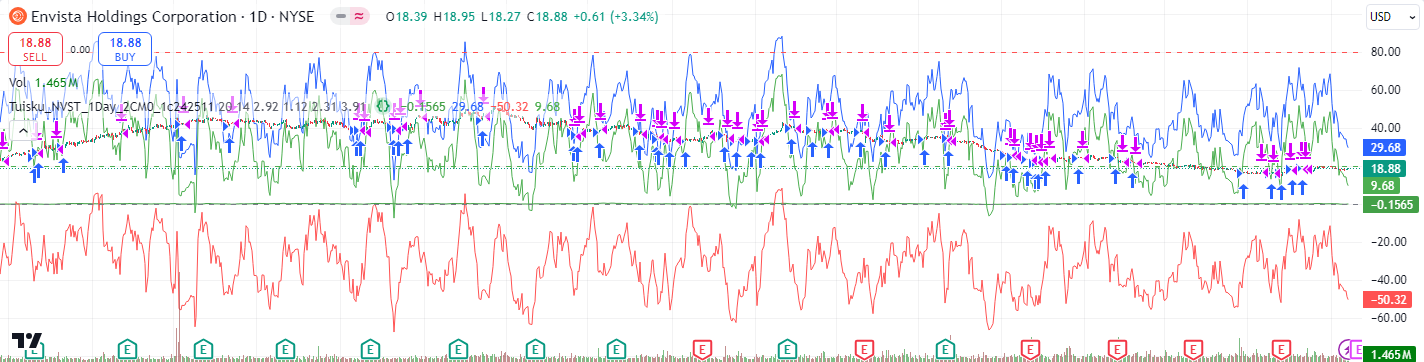 Envista Holdings Corporation · 1D · NYSE O18.39 H18.95 L18.27 C18.88 +0.61 (+3.34%)
USD
18.88
SELL
0.00
18.88
BUY
Vol 1.465M
Tuisku_NVST_1Day_2CM0_1c242511 20 14 2.92 1.12 2.31 3.91 −0.1565 29.68 −50.32 9.68
80.00
60.00
40.00
29.68
18.88
9.68
−0.1565
−20.00
−40.00
−50.32
−60.00
1.465M
E E E E E E E E E E E E E E E E E